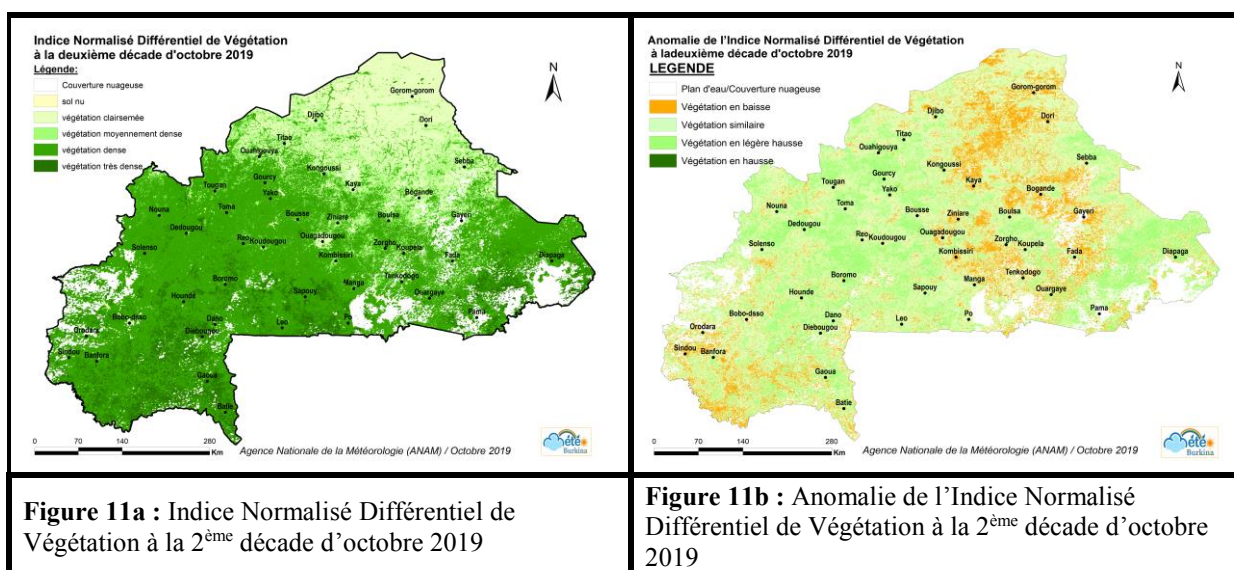 Indice Normalisé Différentiel de Végétation
à la deuxième décade d'octobre 2019
Légende:
Couverture nuageuse
sol nu
végétation clairsemée
végétation moyennement dense
végétation dense
végétation très dense
N
Gorom-gorom
Djibo
Dori
Titao
Ouahigouya
Kongoussi
Sebba
Gourcy
Kaya
Tougan
Yako
Bogande
Nouna
Toma
Bousse
Ziniare
Boulsa
Gayeri
Dedougou
Reo
Koudougou
Ouagadougou
Zorgho
Koupela
Solenso
Kombissiri
Fada
Diapaga
Boromo
Manga
Tenkodogo
Hounde
Sapouy
Ouargaye
Bobo-dsso
Dano
Leo
Po
Pama
Orodara
Diebougou
Sindou
Banfora
Gaoua
Batie
0 70 140 280
Km
Agence Nationale de la Météorologie (ANAM) / Octobre 2019
été
Burkina
Anomalie de l'Indice Normalisé Différentiel de Végétation
à ladeuxième décade d'octobre 2019
LEGENDE
Plan d'eau/Couverture nuageuse
Végétation en baisse
Végétation similaire
Végétation en légère hausse
Végétation en hausse
N
Gorom-gorom
Djibo
Dori
Titao
Ouahigouya
Kongoussi
Sebba
Gourcy
Kaya
Tougan
Yako
Bogande
Nouna
Toma
Bousse
Ziniare
Boulsa
Gayeri
Dedougou
Reo
Koudougou
Ouagadougou
Zorgho
Koupela
Solenso
Kombissiri
Fada
Diapaga
Boromo
Manga
Tenkodogo
Hounde
Sapouy
Ouargaye
Bobo-dsso
Dano
Leo
Po
Pama
Orodara
Diebougou
Sindou
Banfora
Gaoua
Batie
0 70 140 280
Km
Agence Nationale de la Météorologie (ANAM) / Octobre 2019
été
Burkina
Figure 11a : Indice Normalisé Différentiel de
Végétation à la 2ème décade d'octobre 2019
Figure 11b : Anomalie de l'Indice Normalisé
Différentiel de Végétation à la 2ème décade d'octobre
2019